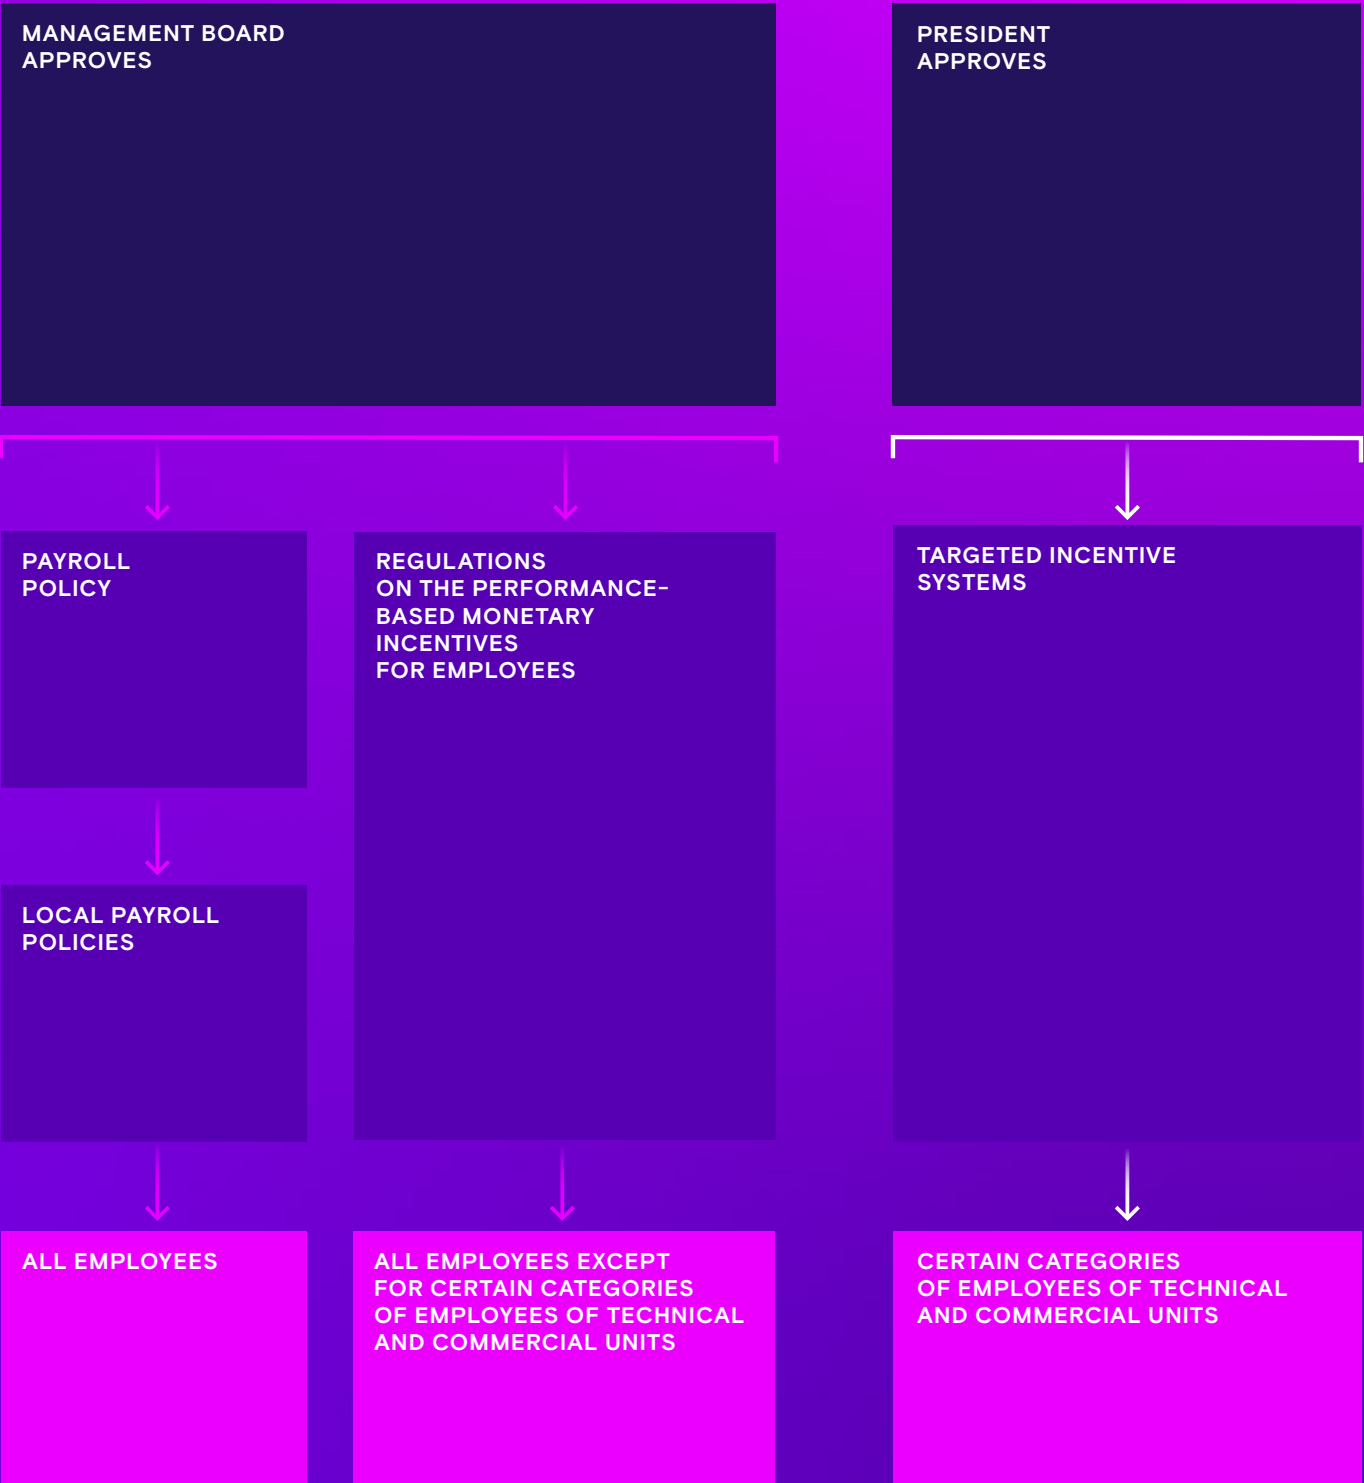 MANAGEMENT BOARD
APPROVES
PRESIDENT
APPROVES
PAYROLL
POLICY
REGULATIONS
ON THE PERFORMANCE-
BASED MONETARY
INCENTIVES
FOR EMPLOYEES
TARGETED INCENTIVE
SYSTEMS
LOCAL PAYROLL
POLICIES
ALL EMPLOYEES
ALL EMPLOYEES EXCEPT
FOR CERTAIN CATEGORIES
OF EMPLOYEES OF TECHNICAL
AND COMMERCIAL UNITS
CERTAIN CATEGORIES
OF EMPLOYEES OF TECHNICAL
AND COMMERCIAL UNITS